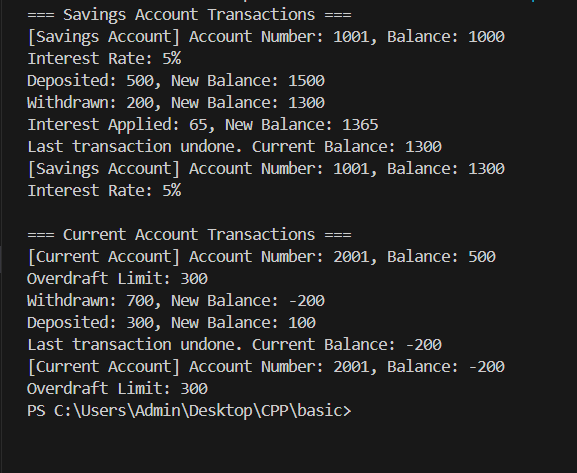 === Savings Account Transactions ===
[Savings Account] Account Number: 1001, Balance: 1000
Interest Rate: 5%
Deposited: 500, New Balance: 1500
Withdrawn: 200, New Balance: 1300
Interest Applied: 65, New Balance: 1365
Last transaction undone. Current Balance: 1300
[Savings Account] Account Number: 1001, Balance: 1300
Interest Rate: 5%

=== Current Account Transactions ===
[Current Account] Account Number: 2001, Balance: 500
Overdraft Limit: 300
Withdrawn: 700, New Balance: -200
Deposited: 300, New Balance: 100
Last transaction undone. Current Balance: -200
[Current Account] Account Number: 2001, Balance: -200
Overdraft Limit: 300
PS C:\Users\Admin\Desktop\CPP\basic>